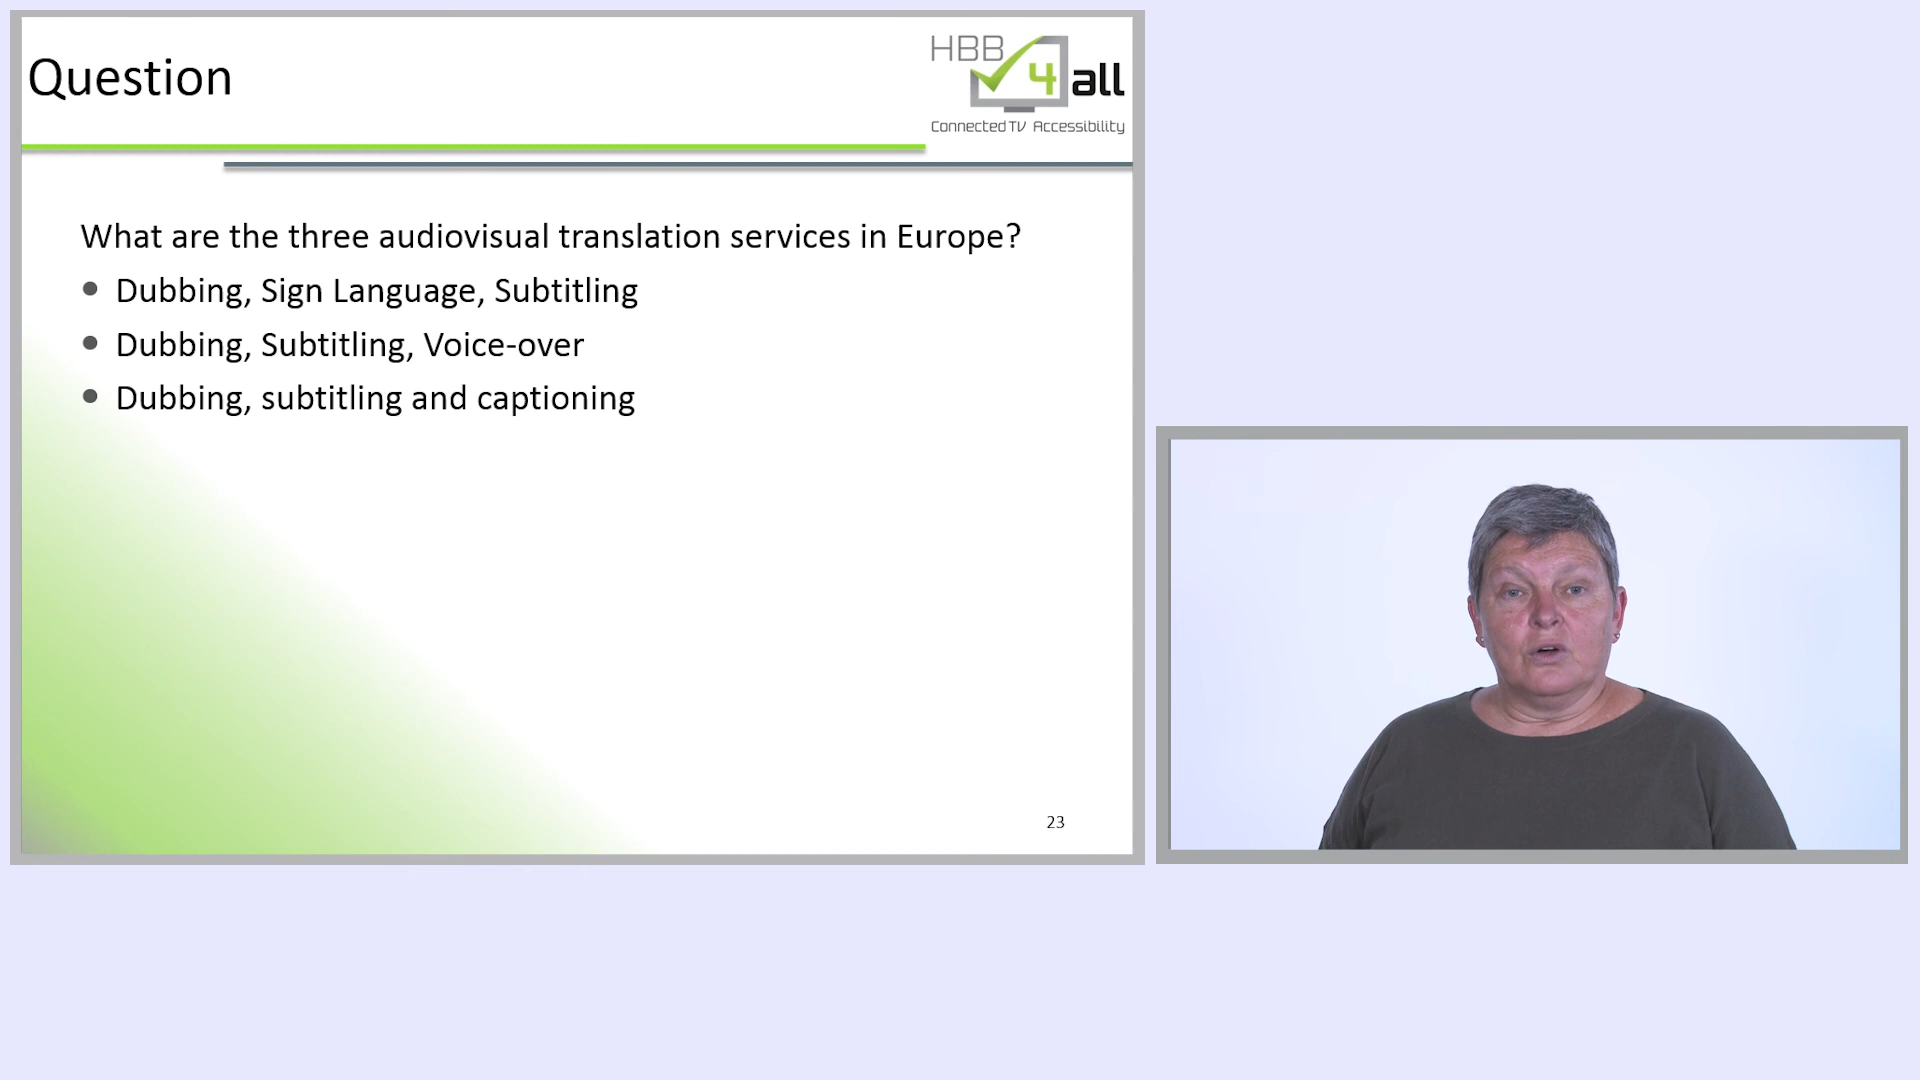 Question
HBB
4 all
Connected TV Accessibility
What are the three audiovisual translation services in Europe?
Dubbing, Sign Language, Subtitling
Dubbing, Subtitling, Voice-over
Dubbing, subtitling and captioning
23